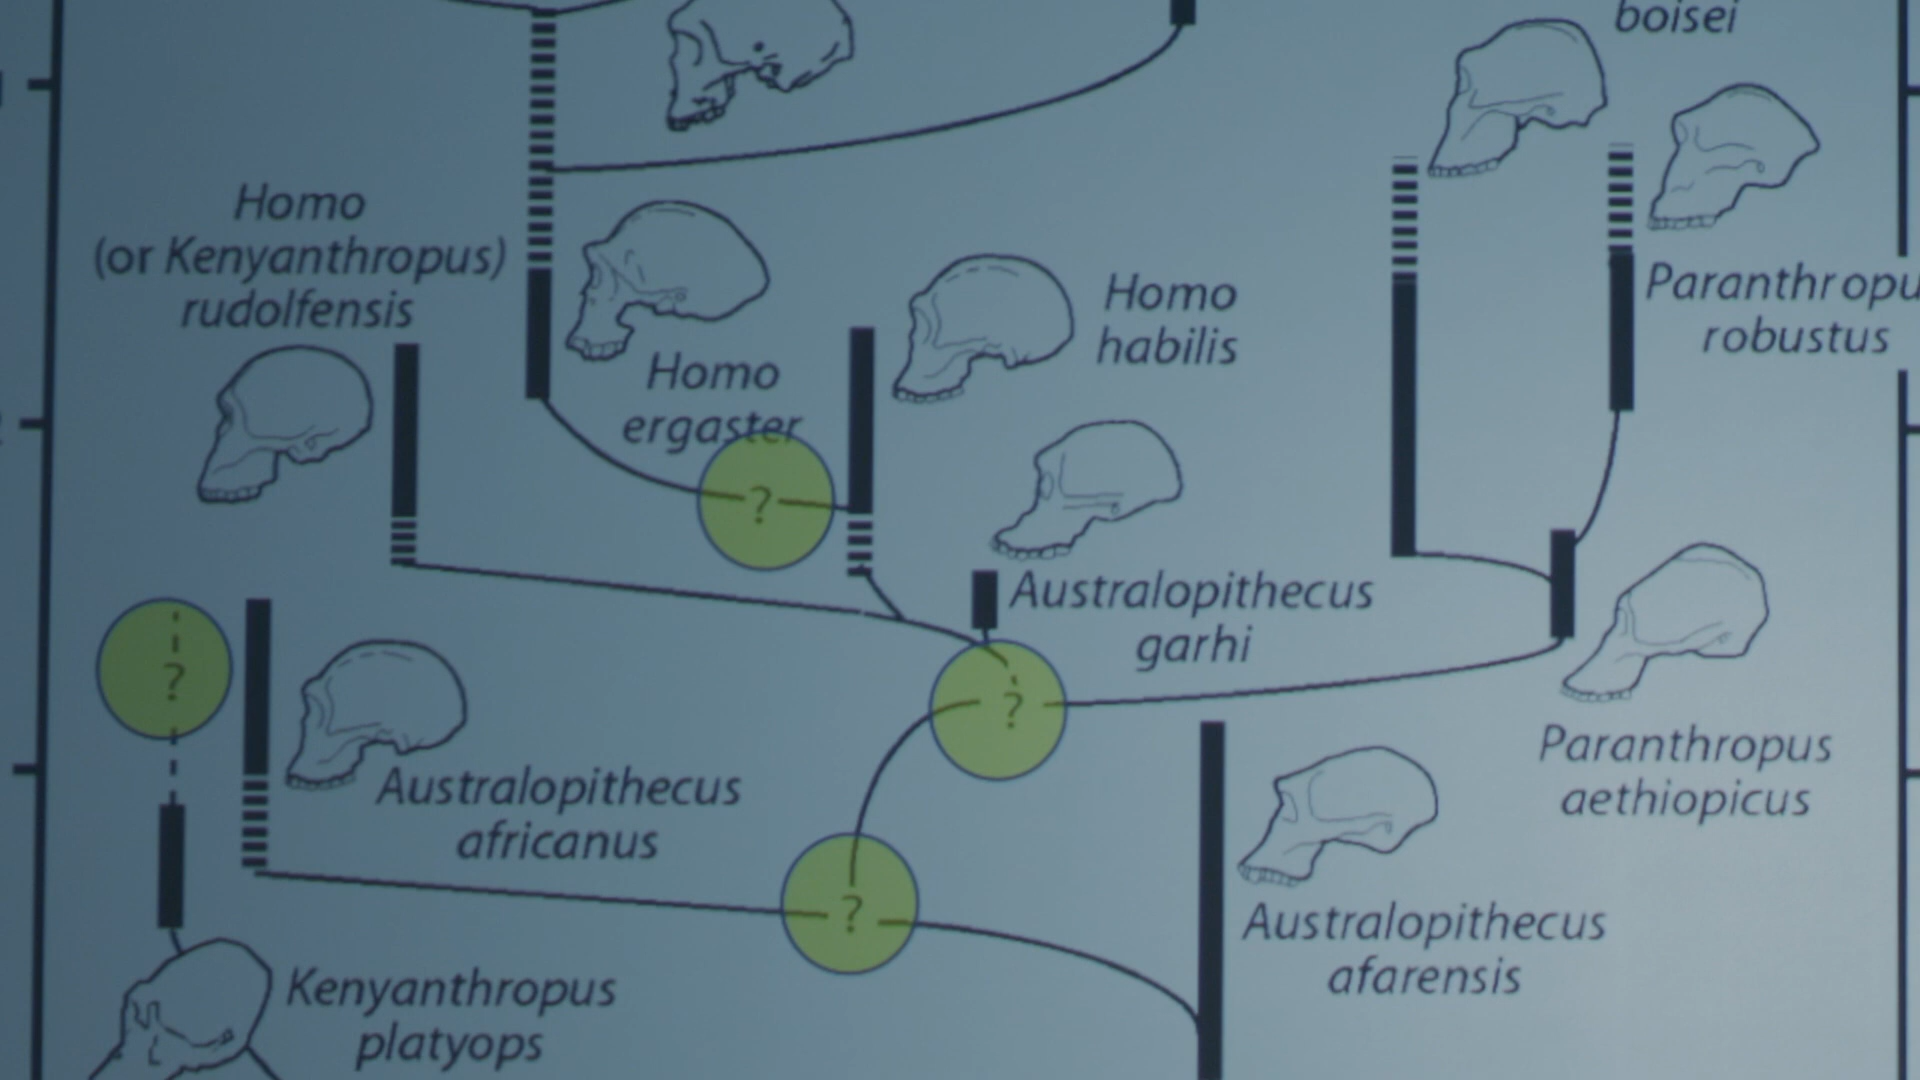 boisei
Homo
(or Kenyanthropus)
rudolfensis
Homo
habilis
Paranthropu
robustus
Homo
ergaster
?
Australopithecus
garhi
?
?
Paranthropus
aethiopicus
Australopithecus
africanus
?
Australopithecus
afarensis
Kenyanthropus
platyops